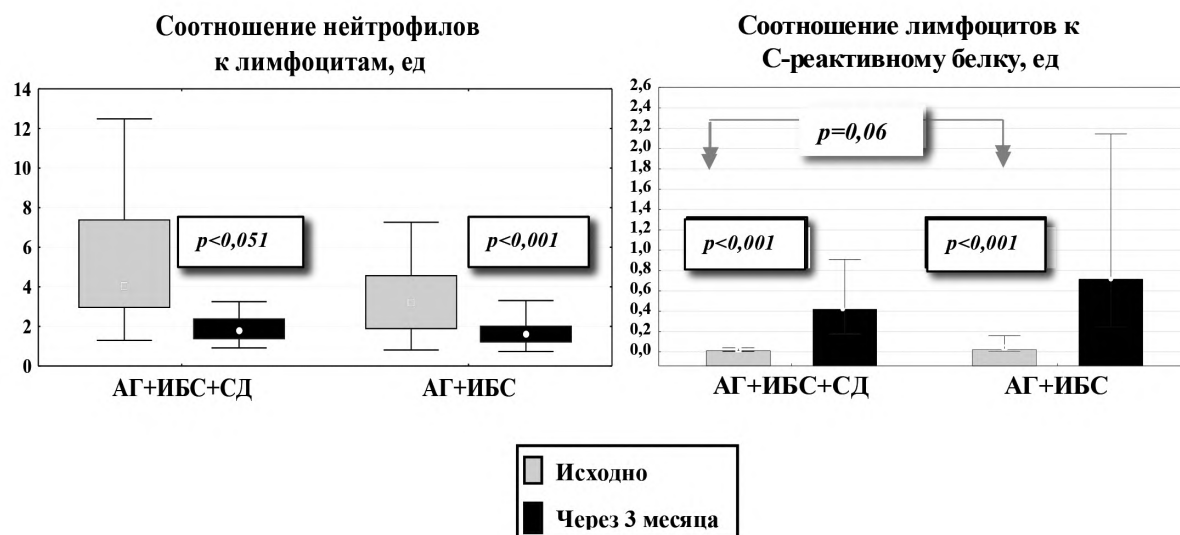 Соотношение нейтрофилов
к лимфоцитам, ед
14
12
10
8
6
4
2
0
p<0,051
p<0,001
АГ+ИБС+СД
АГ+ИБС
Соотношение лимфоцитов к
С-реактивному белку, ед
2,6
2,4
2,2
2,0
1,8
1,6
1,4
1,2
1,0
0,8
0,6
0,4
0,2
0,0
p=0,06
p<0,001
p<0,001
АГ+ИБС+СД
АГ+ИБС
Исходно
Через 3 месяца